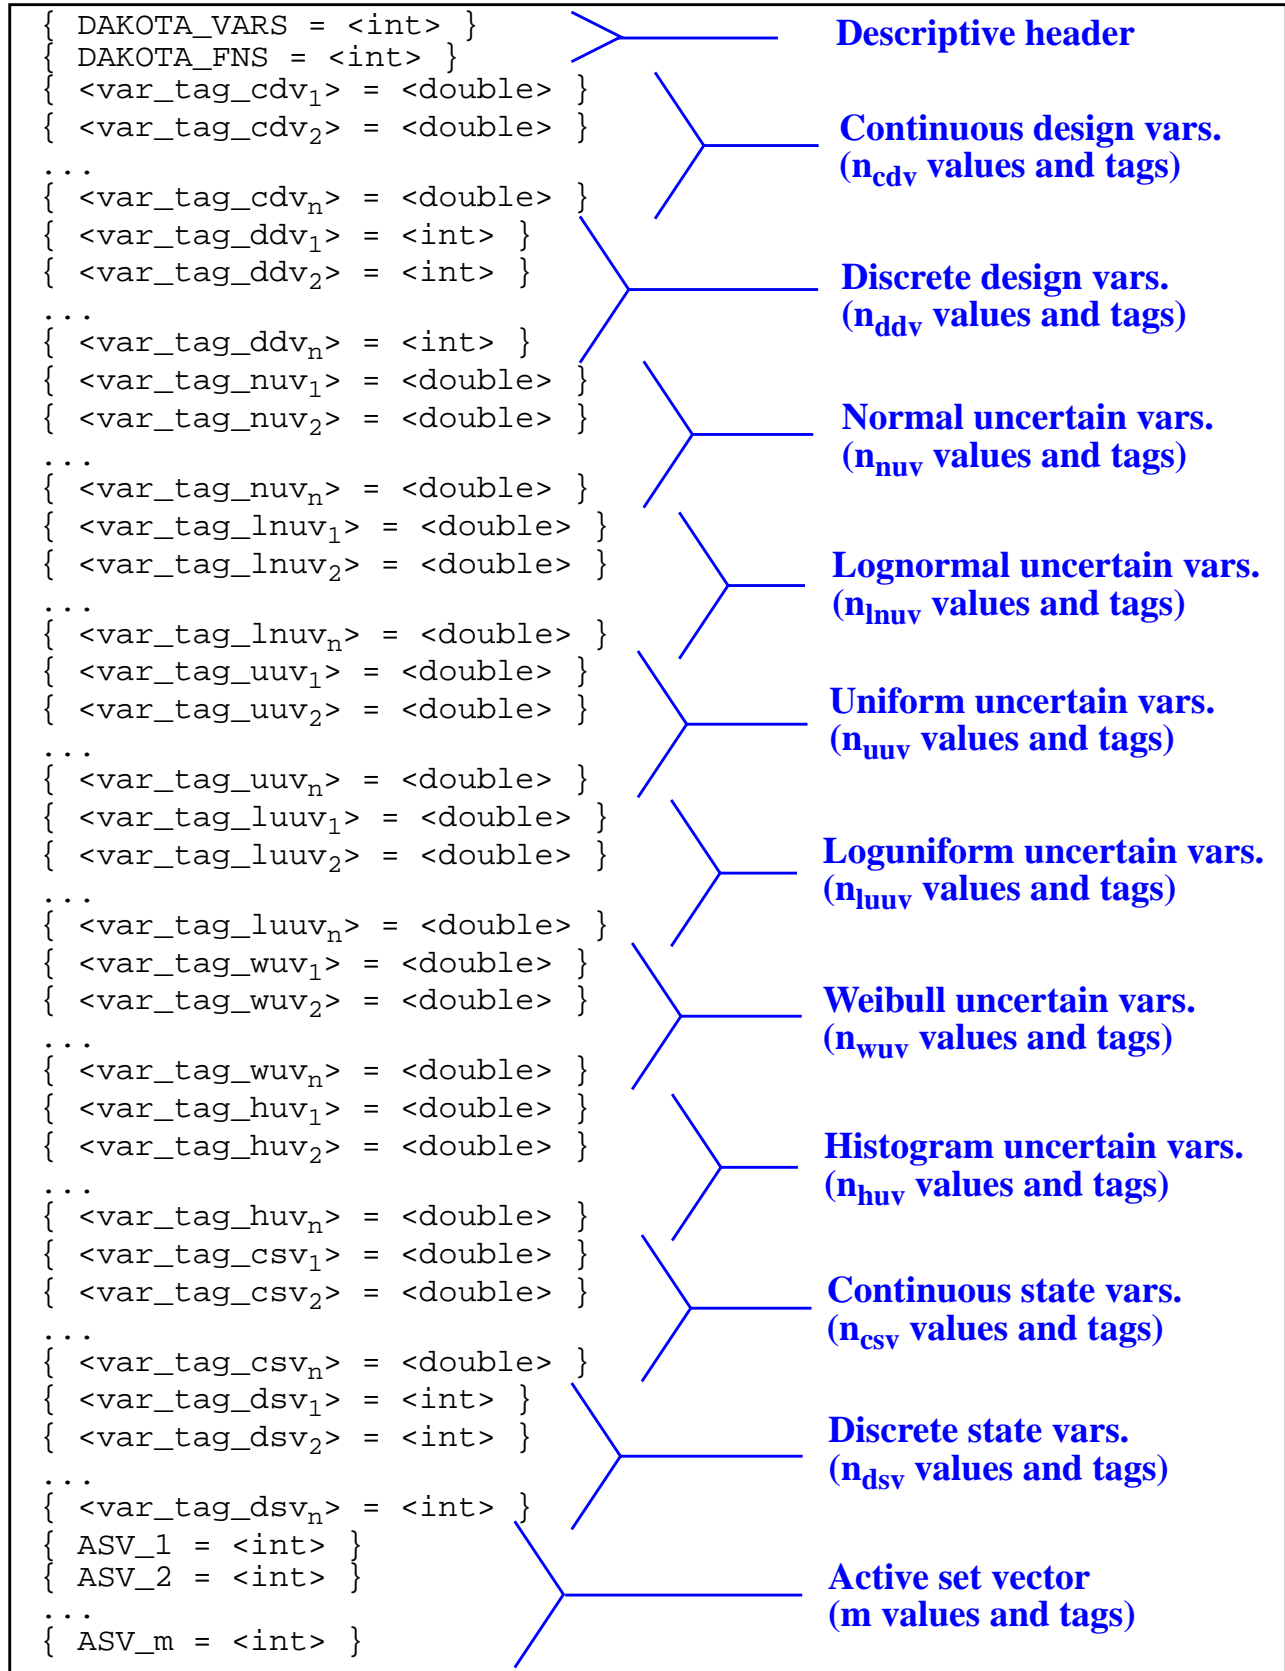 { DAKOTA_VARS = <int> }
{ DAKOTA_FNS = <int> }
Descriptive header
{ <var_tag_cdv1> = <double> }
{ <var_tag_cdv2> = <double> }
...
{ <var_tag_cdvn> = <double> }
Continuous design vars.
(ncdv values and tags)
{ <var_tag_ddv1> = <int> }
{ <var_tag_ddv2> = <int> }
...
{ <var_tag_ddvn> = <int> }
Discrete design vars.
(nddv values and tags)
{ <var_tag_nuv1> = <double> }
{ <var_tag_nuv2> = <double> }
...
{ <var_tag_nuvn> = <double> }
Normal uncertain vars.
(nnuv values and tags)
{ <var_tag_lnuv1> = <double> }
{ <var_tag_lnuv2> = <double> }
...
{ <var_tag_lnuvn> = <double> }
Lognormal uncertain vars.
(nlnuv values and tags)
{ <var_tag_uuv1> = <double> }
{ <var_tag_uuv2> = <double> }
...
{ <var_tag_uuvn> = <double> }
Uniform uncertain vars.
(nuuv values and tags)
{ <var_tag_luuv1> = <double> }
{ <var_tag_luuv2> = <double> }
...
{ <var_tag_luuvn> = <double> }
Loguniform uncertain vars.
(nluuv values and tags)
{ <var_tag_wuv1> = <double> }
{ <var_tag_wuv2> = <double> }
...
{ <var_tag_wuvn> = <double> }
Weibull uncertain vars.
(nwuv values and tags)
{ <var_tag_huv1> = <double> }
{ <var_tag_huv2> = <double> }
...
{ <var_tag_huvn> = <double> }
Histogram uncertain vars.
(nhuv values and tags)
{ <var_tag_csv1> = <double> }
{ <var_tag_csv2> = <double> }
...
{ <var_tag_csvn> = <double> }
Continuous state vars.
(ncsv values and tags)
{ <var_tag_dsv1> = <int> }
{ <var_tag_dsv2> = <int> }
...
{ <var_tag_dsvn> = <int> }
Discrete state vars.
(ndsv values and tags)
{ ASV_1 = <int> }
{ ASV_2 = <int> }
...
{ ASV_m = <int> }
Active set vector
(m values and tags)